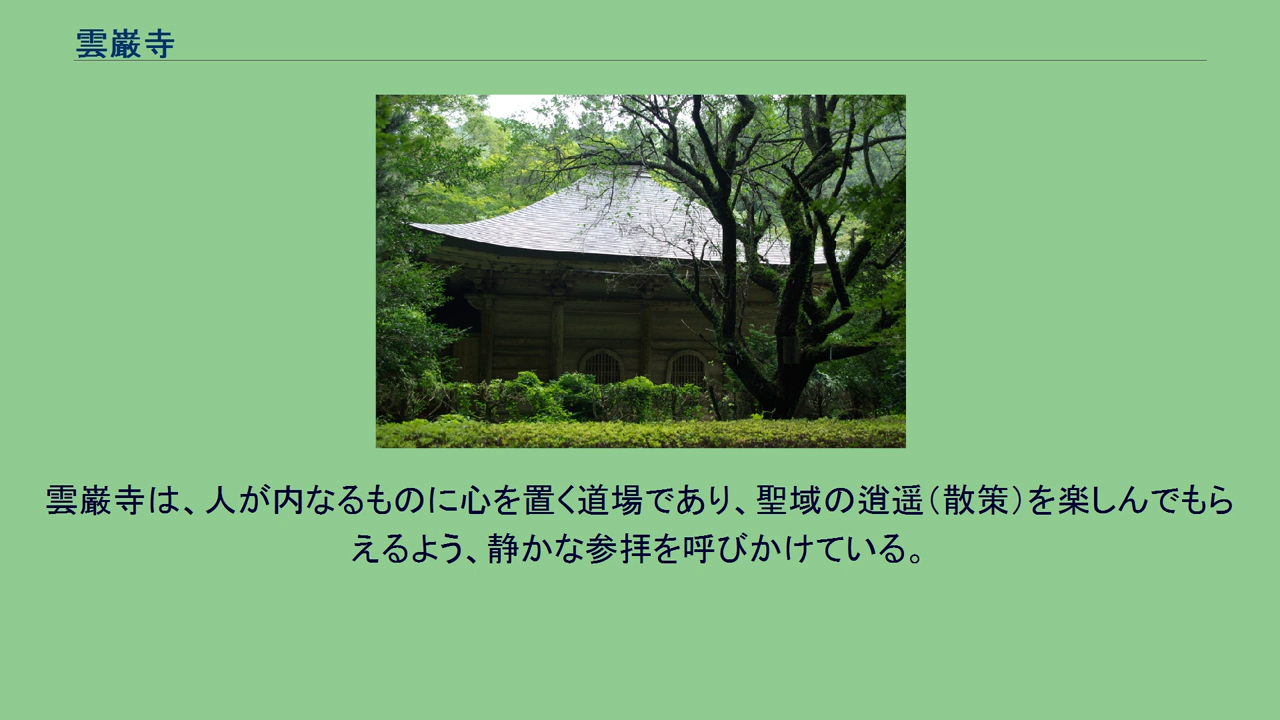 雲巌寺
雲巌寺は、人が内なるものに心を置く道場であり、聖域の逍遥（散策）を楽しんでもら
えるよう、静かな参拝を呼びかけている。